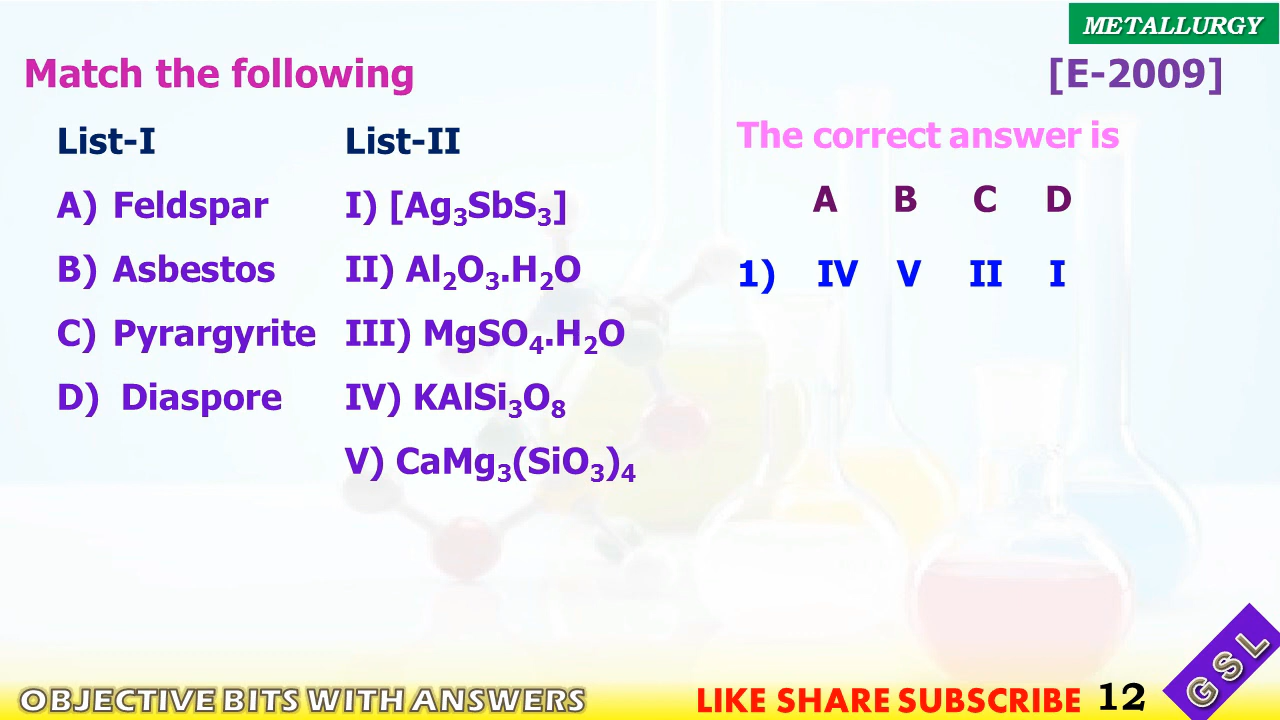 METALLURGY
Match the following [E-2009]
List-I List-II The correct answer is
A) Feldspar I) [Ag₃SbS₃] A B C D
B) Asbestos II) Al₂O₃.H₂O 1) IV V II I
C) Pyrargyrite III) MgSO₄.H₂O
D) Diaspore IV) KAlSi₃O₈
V) CaMg₃(SiO₃)₄
OBJECTIVE BITS WITH ANSWERS LIKE SHARE SUBSCRIBE 12 GSL